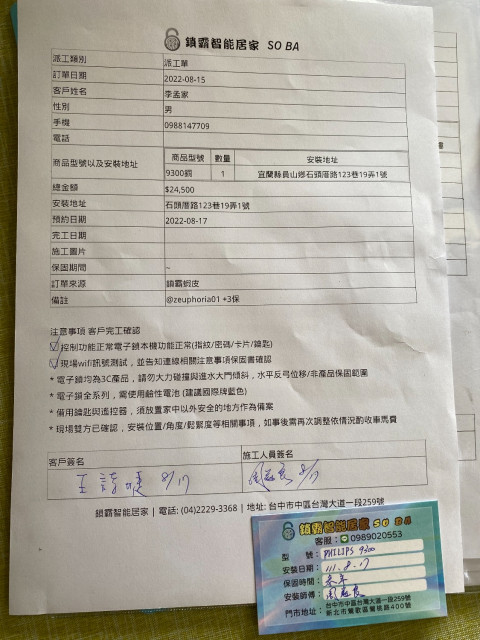 鎖霸智能居家 SO BA
派工類別 派工單
訂單日期 2022-08-15
客戶姓名 李孟家
性別 男
手機 0988147709
電話
商品型號以及安裝地址 商品型號 數量 安裝地址
9300銅 1 宜蘭縣員山鄉石頭厝路123巷19弄1號
總金額 $24,500
安裝地址 石頭厝路123巷19弄1號
預約日期 2022-08-17
完工日期
施工圖片
保固期間 ~
訂單來源 鎖霸蝦皮
備註 @zeuphoria01 +3保
注意事項 客戶完工確認
控制功能正常電子鎖本機功能正常(指紋/密碼/卡片/鑰匙)
現場wifi訊號測試，並告知連線相關注意事項保固書確認
* 電子鎖均為3C產品，請勿大力碰撞與進水大門傾斜，水平反弓位移/非產品保固範圍
* 電子鎖全系列，需使用鹼性電池 (建議國際牌藍色)
* 備用鑰匙與遙控器，須放置家中以外安全的地方作為備案
* 現場雙方已確認，安裝位置/角度/鬆緊度等相關事項，如事後需再次調整依情況酌收車馬費
客戶簽名 施工人員簽名
8/17 8/17
鎖霸智能居家 | 電話: (04)2229-3368 | 地址: 台中市中區台灣大道一段259號
鎖霸智能居家 SO BA
客服： 0989020553
型 號：PHILIPS 9300
安裝日期：111.8.17
保固時間：
安裝師傅：
門市地址：台中市中區台灣大道一段259號
新北市鶯歌區鶯桃路400號